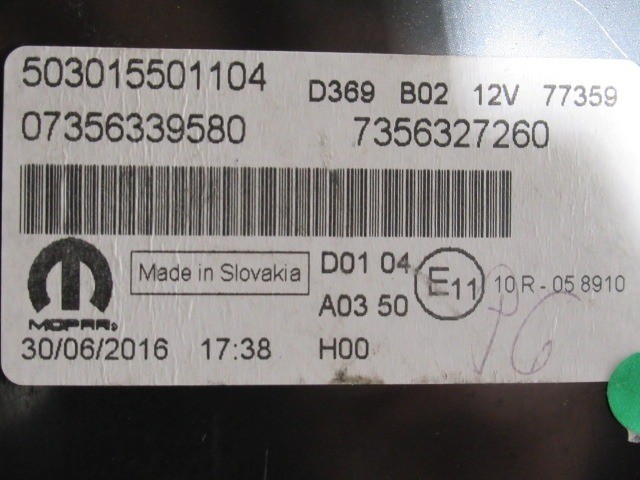 503015501104 D369 B02 12V 77359
07356339580 7356327260
Made in Slovakia D01 04 E11 10 R - 05 8910
A03 50
MOPAR
30/06/2016 17:38 H00